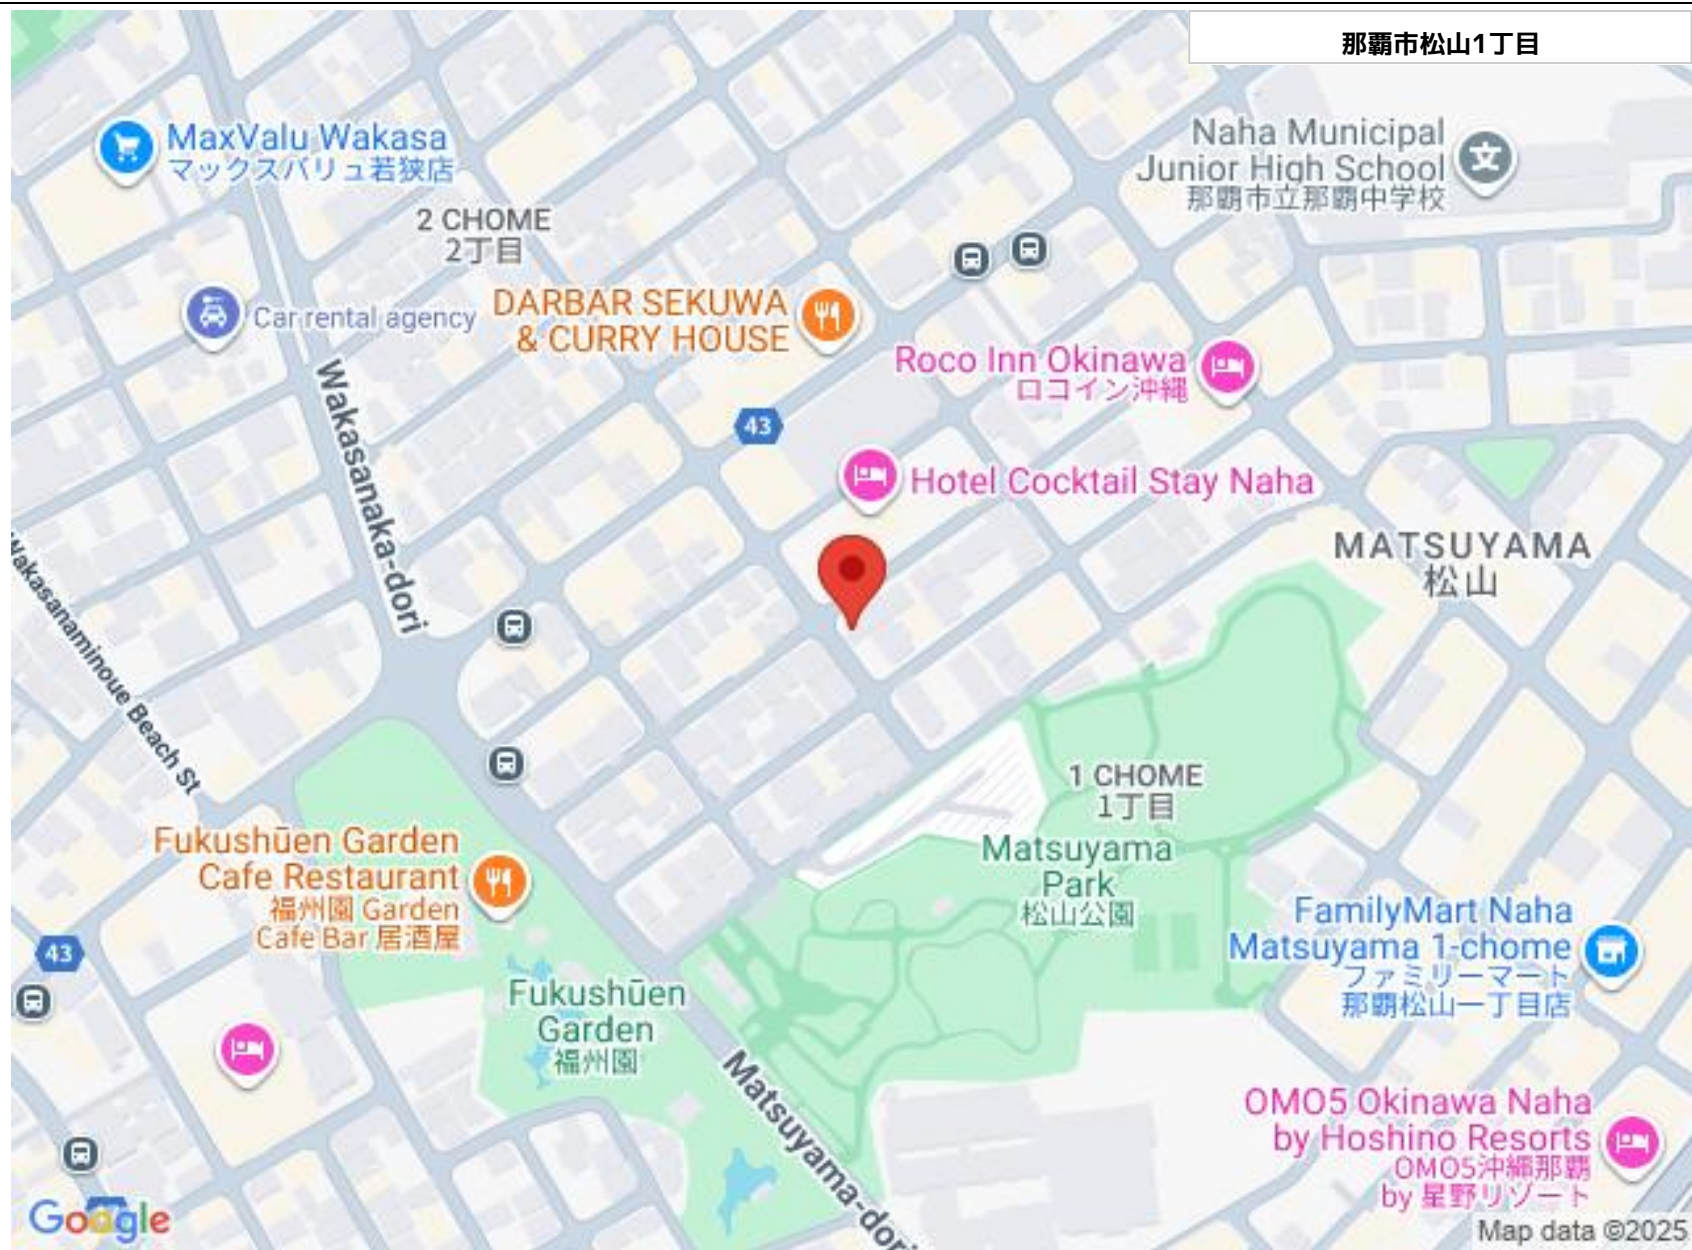 那覇市松山1丁目
MaxValu Wakasa
マックスバリュ若狭店
Naha Municipal
Junior High School
那覇市立那覇中学校
2 CHOME
2丁目
Car rental agency
DARBAR SEKUWA
& CURRY HOUSE
Roco Inn Okinawa
ロコイン沖縄
Wakasanaka-dori
43
Hotel Cocktail Stay Naha
MATSUYAMA
松山
Wakasanaminoue Beach St
1 CHOME
1丁目
Matsuyama
Park
松山公園
Fukushūen Garden
Cafe Restaurant
福州園 Garden
Cafe Bar 居酒屋
FamilyMart Naha
Matsuyama 1-chome
ファミリーマート
那覇松山一丁目店
43
Fukushūen
Garden
福州園
Matsuyama-dori
OMO5 Okinawa Naha
by Hoshino Resorts
OMO5沖縄那覇
by 星野リゾート
Google
Map data ©2025